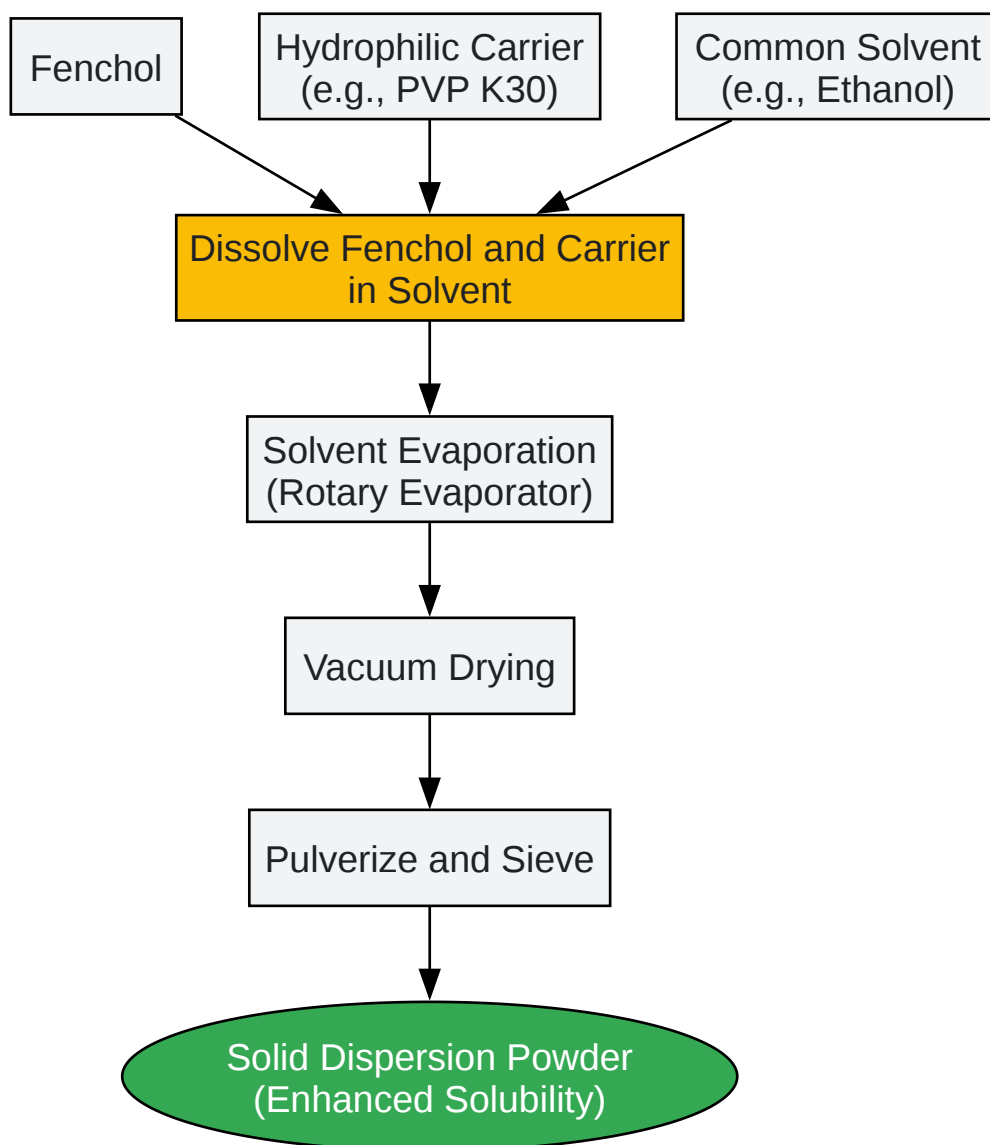 Fenchol
Hydrophilic Carrier
(e.g., PVP K30)
Common Solvent
(e.g., Ethanol)
Dissolve Fenchol and Carrier
in Solvent
Solvent Evaporation
(Rotary Evaporator)
Vacuum Drying
Pulverize and Sieve
Solid Dispersion Powder
(Enhanced Solubility)